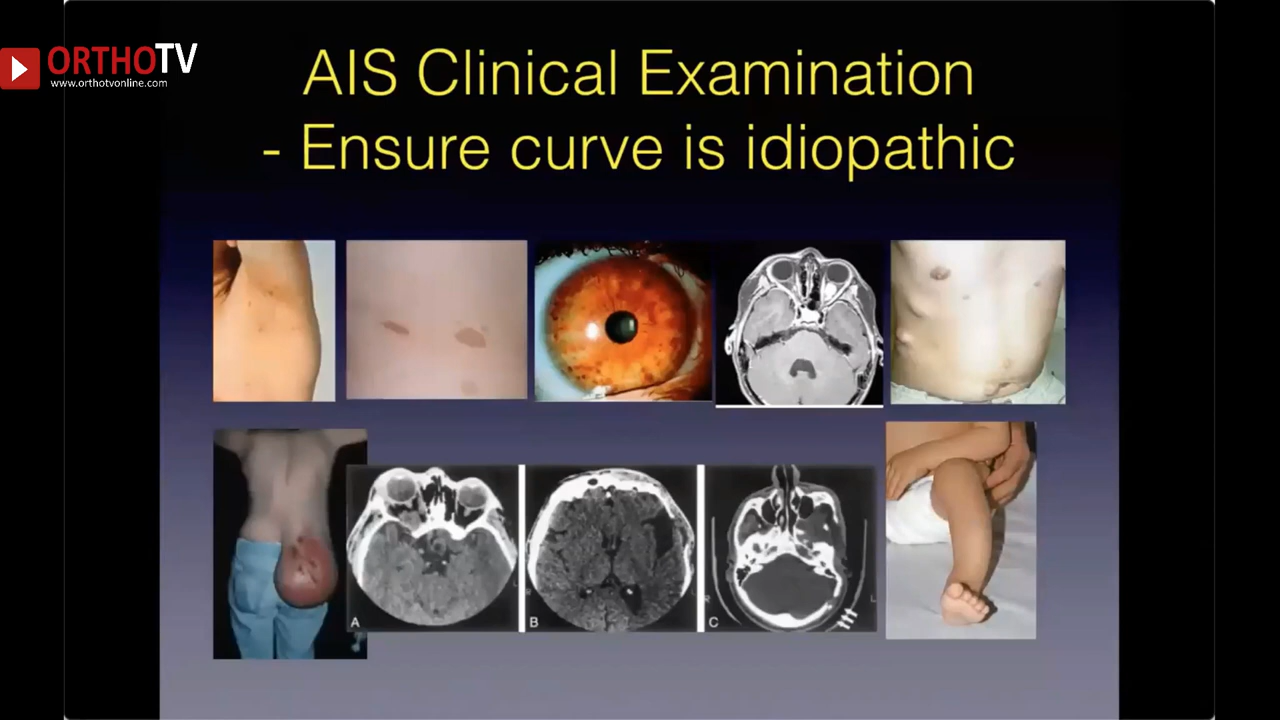 ORTHOTV
www.orthotvonline.com
AIS Clinical Examination
- Ensure curve is idiopathic
A
B
C
R
L